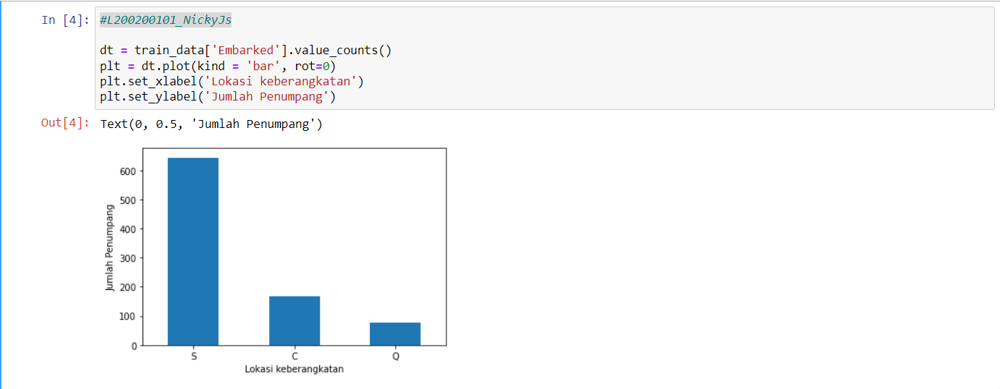 In [4]: #L200200101_NickyJs
dt = train_data['Embarked'].value_counts()
plt = dt.plot(kind = 'bar', rot=0)
plt.set_xlabel('Lokasi keberangkatan')
plt.set_ylabel('Jumlah Penumpang')
Out[4]: Text(0, 0.5, 'Jumlah Penumpang')
Jumlah Penumpang
600
500
400
300
200
100
0
S C Q
Lokasi keberangkatan